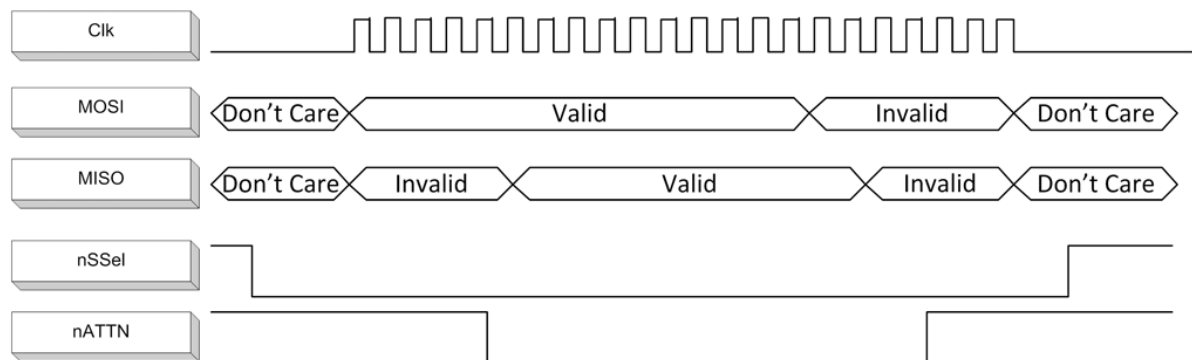 Clk
MOSI
Don't Care Valid Invalid Don't Care
MISO
Don't Care Invalid Valid Invalid Don't Care
nSSel
nATTN